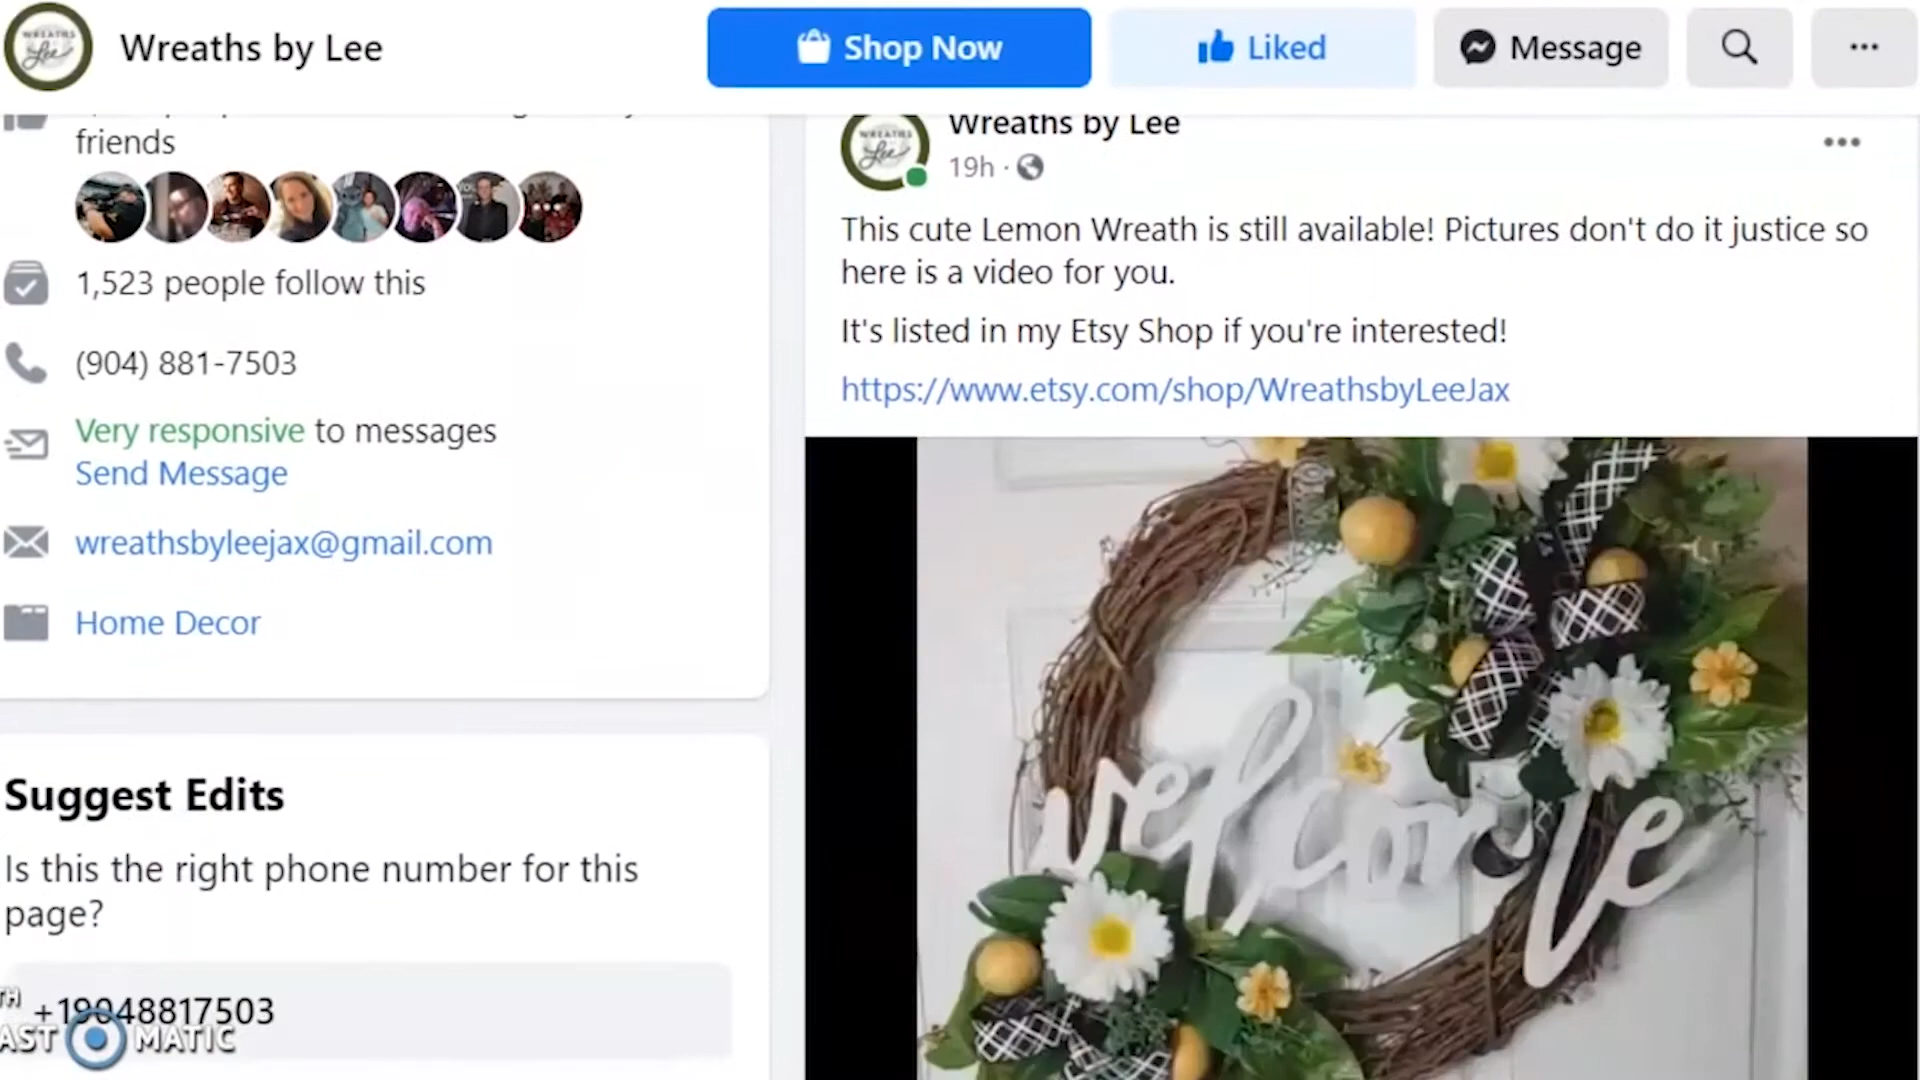 Wreaths by Lee
Shop Now
Liked
Message
friends
1,523 people follow this
(904) 881-7503
Very responsive to messages
Send Message
wreathsbyleejax@gmail.com
Home Decor
Suggest Edits
Is this the right phone number for this
page?
+19048817503
AST MATIC
WREATHS
Lee
Wreaths by Lee
19h
This cute Lemon Wreath is still available! Pictures don't do it justice so
here is a video for you.
It's listed in my Etsy Shop if you're interested!
https://www.etsy.com/shop/WreathsbyLeeJax
welcome